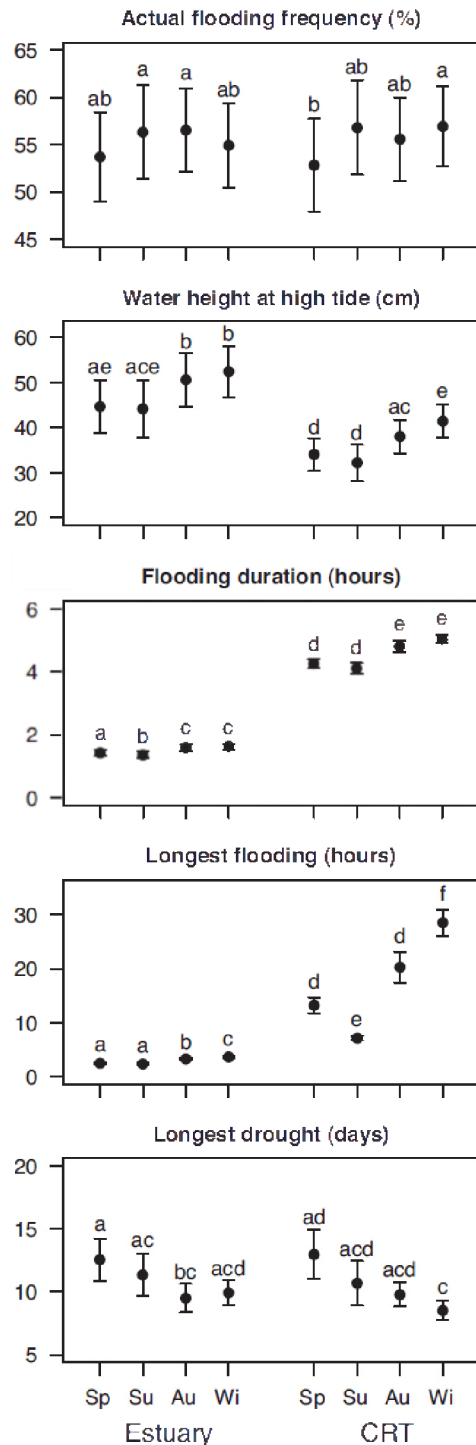 Actual flooding frequency (%)
65
60
55
50
45
ab a a ab b ab ab a
Water height at high tide (cm)
60
50
40
30
20
ae ace b b d d ac e
Flooding duration (hours)
6
4
2
0
a b c c d d e e
Longest flooding (hours)
30
20
10
0
a a b c d e d f
Longest drought (days)
20
15
10
5
a ac bc acd ad acd acd c
Sp Su Au Wi Sp Su Au Wi
Estuary CRT